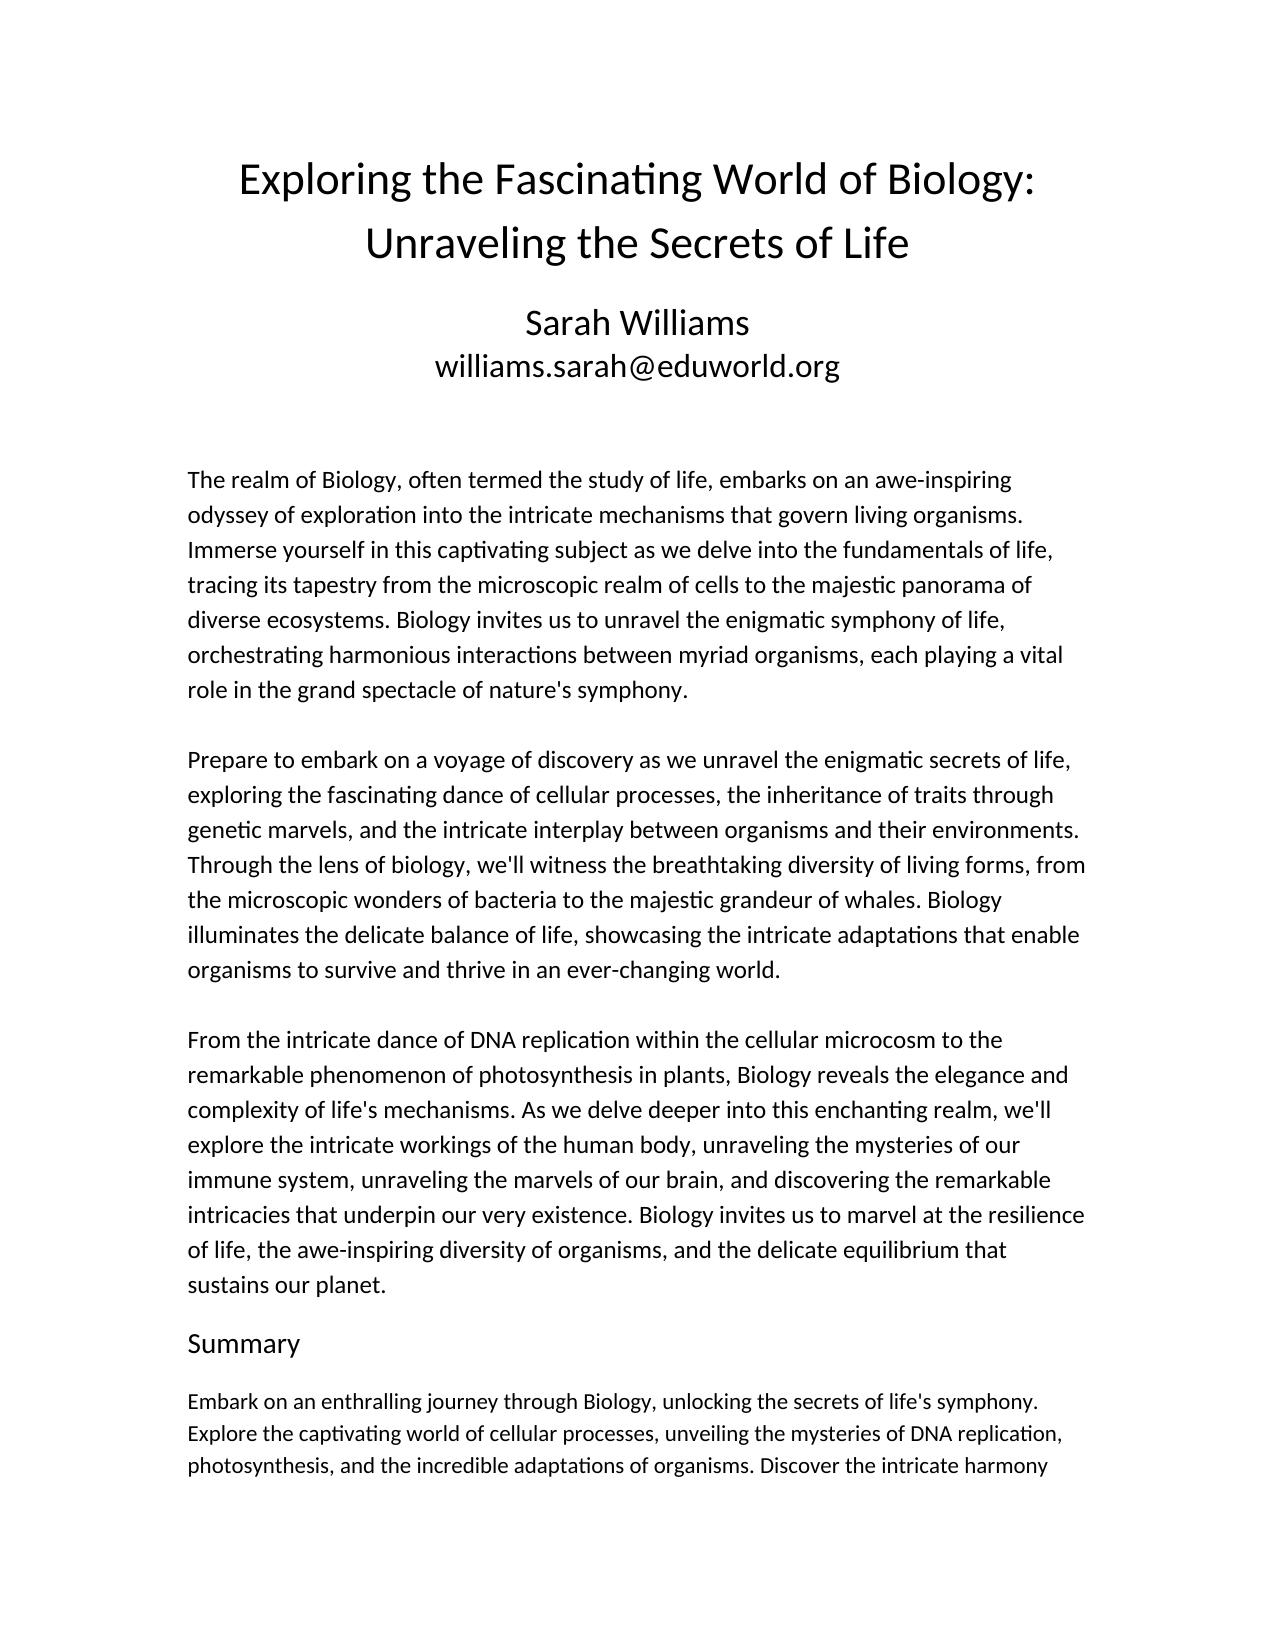 Exploring the Fascinating World of Biology:
Unraveling the Secrets of Life
Sarah Williams
williams.sarah@eduworld.org
The realm of Biology, often termed the study of life, embarks on an awe-inspiring
odyssey of exploration into the intricate mechanisms that govern living organisms.
Immerse yourself in this captivating subject as we delve into the fundamentals of life,
tracing its tapestry from the microscopic realm of cells to the majestic panorama of
diverse ecosystems. Biology invites us to unravel the enigmatic symphony of life,
orchestrating harmonious interactions between myriad organisms, each playing a vital
role in the grand spectacle of nature's symphony.
Prepare to embark on a voyage of discovery as we unravel the enigmatic secrets of life,
exploring the fascinating dance of cellular processes, the inheritance of traits through
genetic marvels, and the intricate interplay between organisms and their environments.
Through the lens of biology, we'll witness the breathtaking diversity of living forms, from
the microscopic wonders of bacteria to the majestic grandeur of whales. Biology
illuminates the delicate balance of life, showcasing the intricate adaptations that enable
organisms to survive and thrive in an ever-changing world.
From the intricate dance of DNA replication within the cellular microcosm to the
remarkable phenomenon of photosynthesis in plants, Biology reveals the elegance and
complexity of life's mechanisms. As we delve deeper into this enchanting realm, we'll
explore the intricate workings of the human body, unraveling the mysteries of our
immune system, unraveling the marvels of our brain, and discovering the remarkable
intricacies that underpin our very existence. Biology invites us to marvel at the resilience
of life, the awe-inspiring diversity of organisms, and the delicate equilibrium that
sustains our planet.
Summary
Embark on an enthralling journey through Biology, unlocking the secrets of life's symphony.
Explore the captivating world of cellular processes, unveiling the mysteries of DNA replication,
photosynthesis, and the incredible adaptations of organisms. Discover the intricate harmony